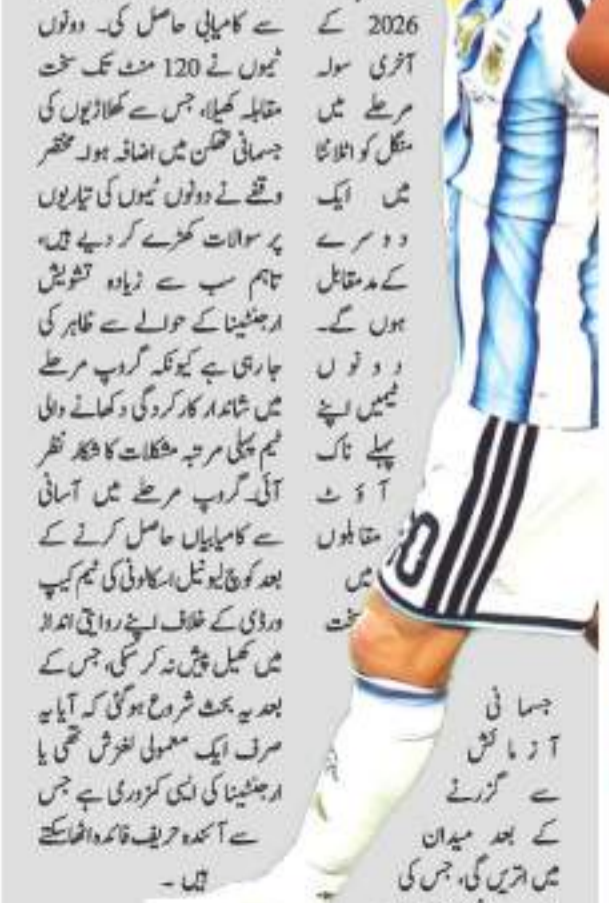 2026 کے
آخری سولہ
مرحلے میں
منگل کو اٹلانٹا
میں ایک
دوسرے
کے مدمقابل
ہوں گے۔
دونوں
ٹیمیں اپنے
پہلے ناک
آؤٹ
مقابلوں
میں
سخت
جسمانی
آزمائش
سے گزرنے
کے بعد میدان
میں اتریں گی، جس کی
سے کامیابی حاصل کی۔ دونوں
ٹیموں نے 120 منٹ تک سخت
مقابلہ کھیلا، جس سے کھلاڑیوں کی
جسمانی تھکن میں اضافہ ہوا۔ مختصر
وقفے نے دونوں ٹیموں کی تیاریوں
پر سوالات کھڑے کر دیے ہیں،
تاہم سب سے زیادہ تشویش
ارجنٹینا کے حوالے سے ظاہر کی
جارہی ہے کیونکہ گروپ مرحلے
میں شاندار کارکردگی دکھانے والی
ٹیم پہلی مرتبہ مشکلات کا شکار نظر
آئی۔ گروپ مرحلے میں آسانی
سے کامیابیاں حاصل کرنے کے
بعد کوچ لیونیل اسکالونی کی ٹیم کیپ
ورڈی کے خلاف اپنے روایتی انداز
میں کھیل پیش نہ کر سکی، جس کے
بعد یہ بحث شروع ہوگئی کہ آیا یہ
صرف ایک معمولی لغزش تھی یا
ارجنٹینا کی ایسی کمزوری ہے جس
سے آئندہ حریف فائدہ اٹھا سکتے
ہیں۔